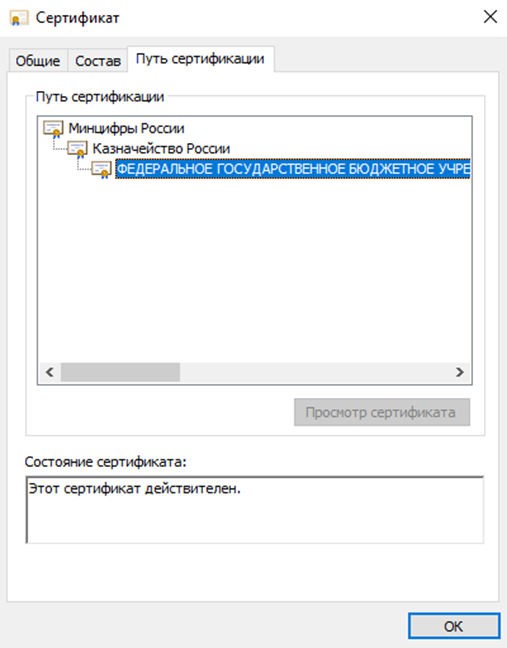 Сертификат
Общие Состав Путь сертификации
Путь сертификации
Минцифры России
Казначейство России
ФЕДЕРАЛЬНОЕ ГОСУДАРСТВЕННОЕ БЮДЖЕТНОЕ УЧРЕ
Просмотр сертификата
Состояние сертификата:
Этот сертификат действителен.
ОК